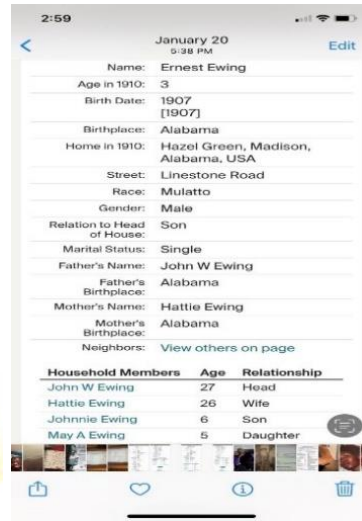 2:59
January 20
5:38 PM
Edit
Name: Ernest Ewing
Age in 1910: 3
Birth Date: 1907
[1907]
Birthplace: Alabama
Home in 1910: Hazel Green, Madison,
Alabama, USA
Street: Linestone Road
Race: Mulatto
Gender: Male
Relation to Head
of House: Son
Marital Status: Single
Father's Name: John W Ewing
Father's
Birthplace: Alabama
Mother's Name: Hattie Ewing
Mother's
Birthplace: Alabama
Neighbors: View others on page
Household Members Age Relationship
John W Ewing 27 Head
Hattie Ewing 26 Wife
Johnnie Ewing 6 Son
May A Ewing 5 Daughter